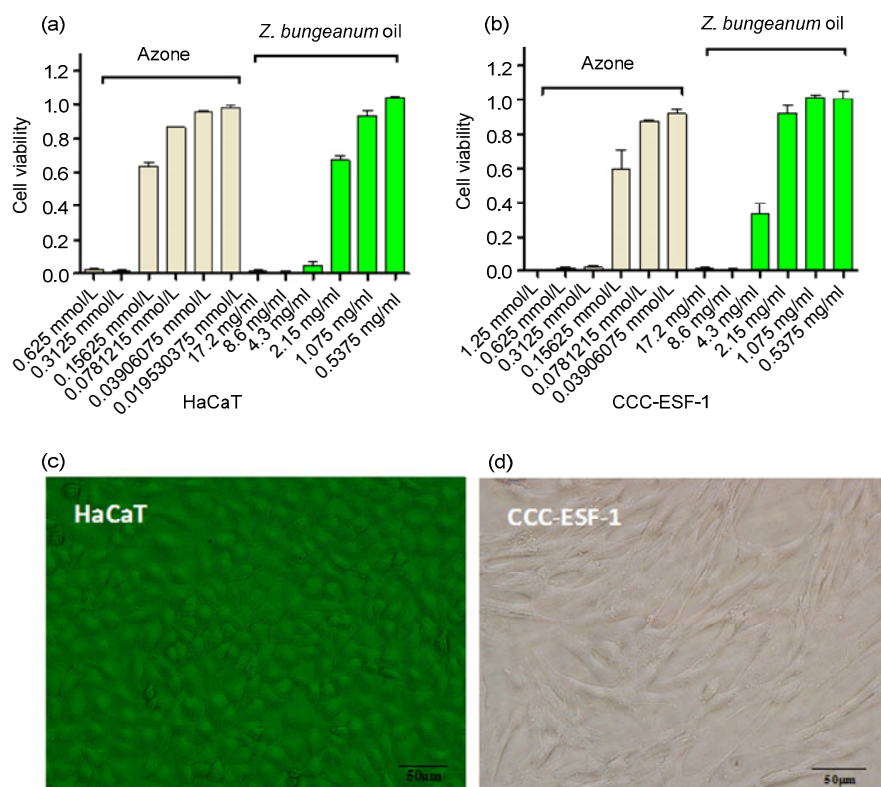 (a)
Z. bungeanum oil
Azone
Cell viability
1.2
1.0
0.8
0.6
0.4
0.2
0.0
0.625 mmol/L
0.3125 mmol/L
0.15625 mmol/L
0.0781215 mmol/L
0.03906075 mmol/L
0.019530375 mmol/L
17.2 mg/ml
8.6 mg/ml
4.3 mg/ml
2.15 mg/ml
1.075 mg/ml
0.5375 mg/ml
HaCaT
(b)
Z. bungeanum oil
Azone
Cell viability
1.2
1.0
0.8
0.6
0.4
0.2
0.0
1.25 mmol/L
0.625 mmol/L
0.3125 mmol/L
0.15625 mmol/L
0.0781215 mmol/L
0.03906075 mmol/L
17.2 mg/ml
8.6 mg/ml
4.3 mg/ml
2.15 mg/ml
1.075 mg/ml
0.5375 mg/ml
CCC-ESF-1
(c)
HaCaT
50μm
(d)
CCC-ESF-1
50μm